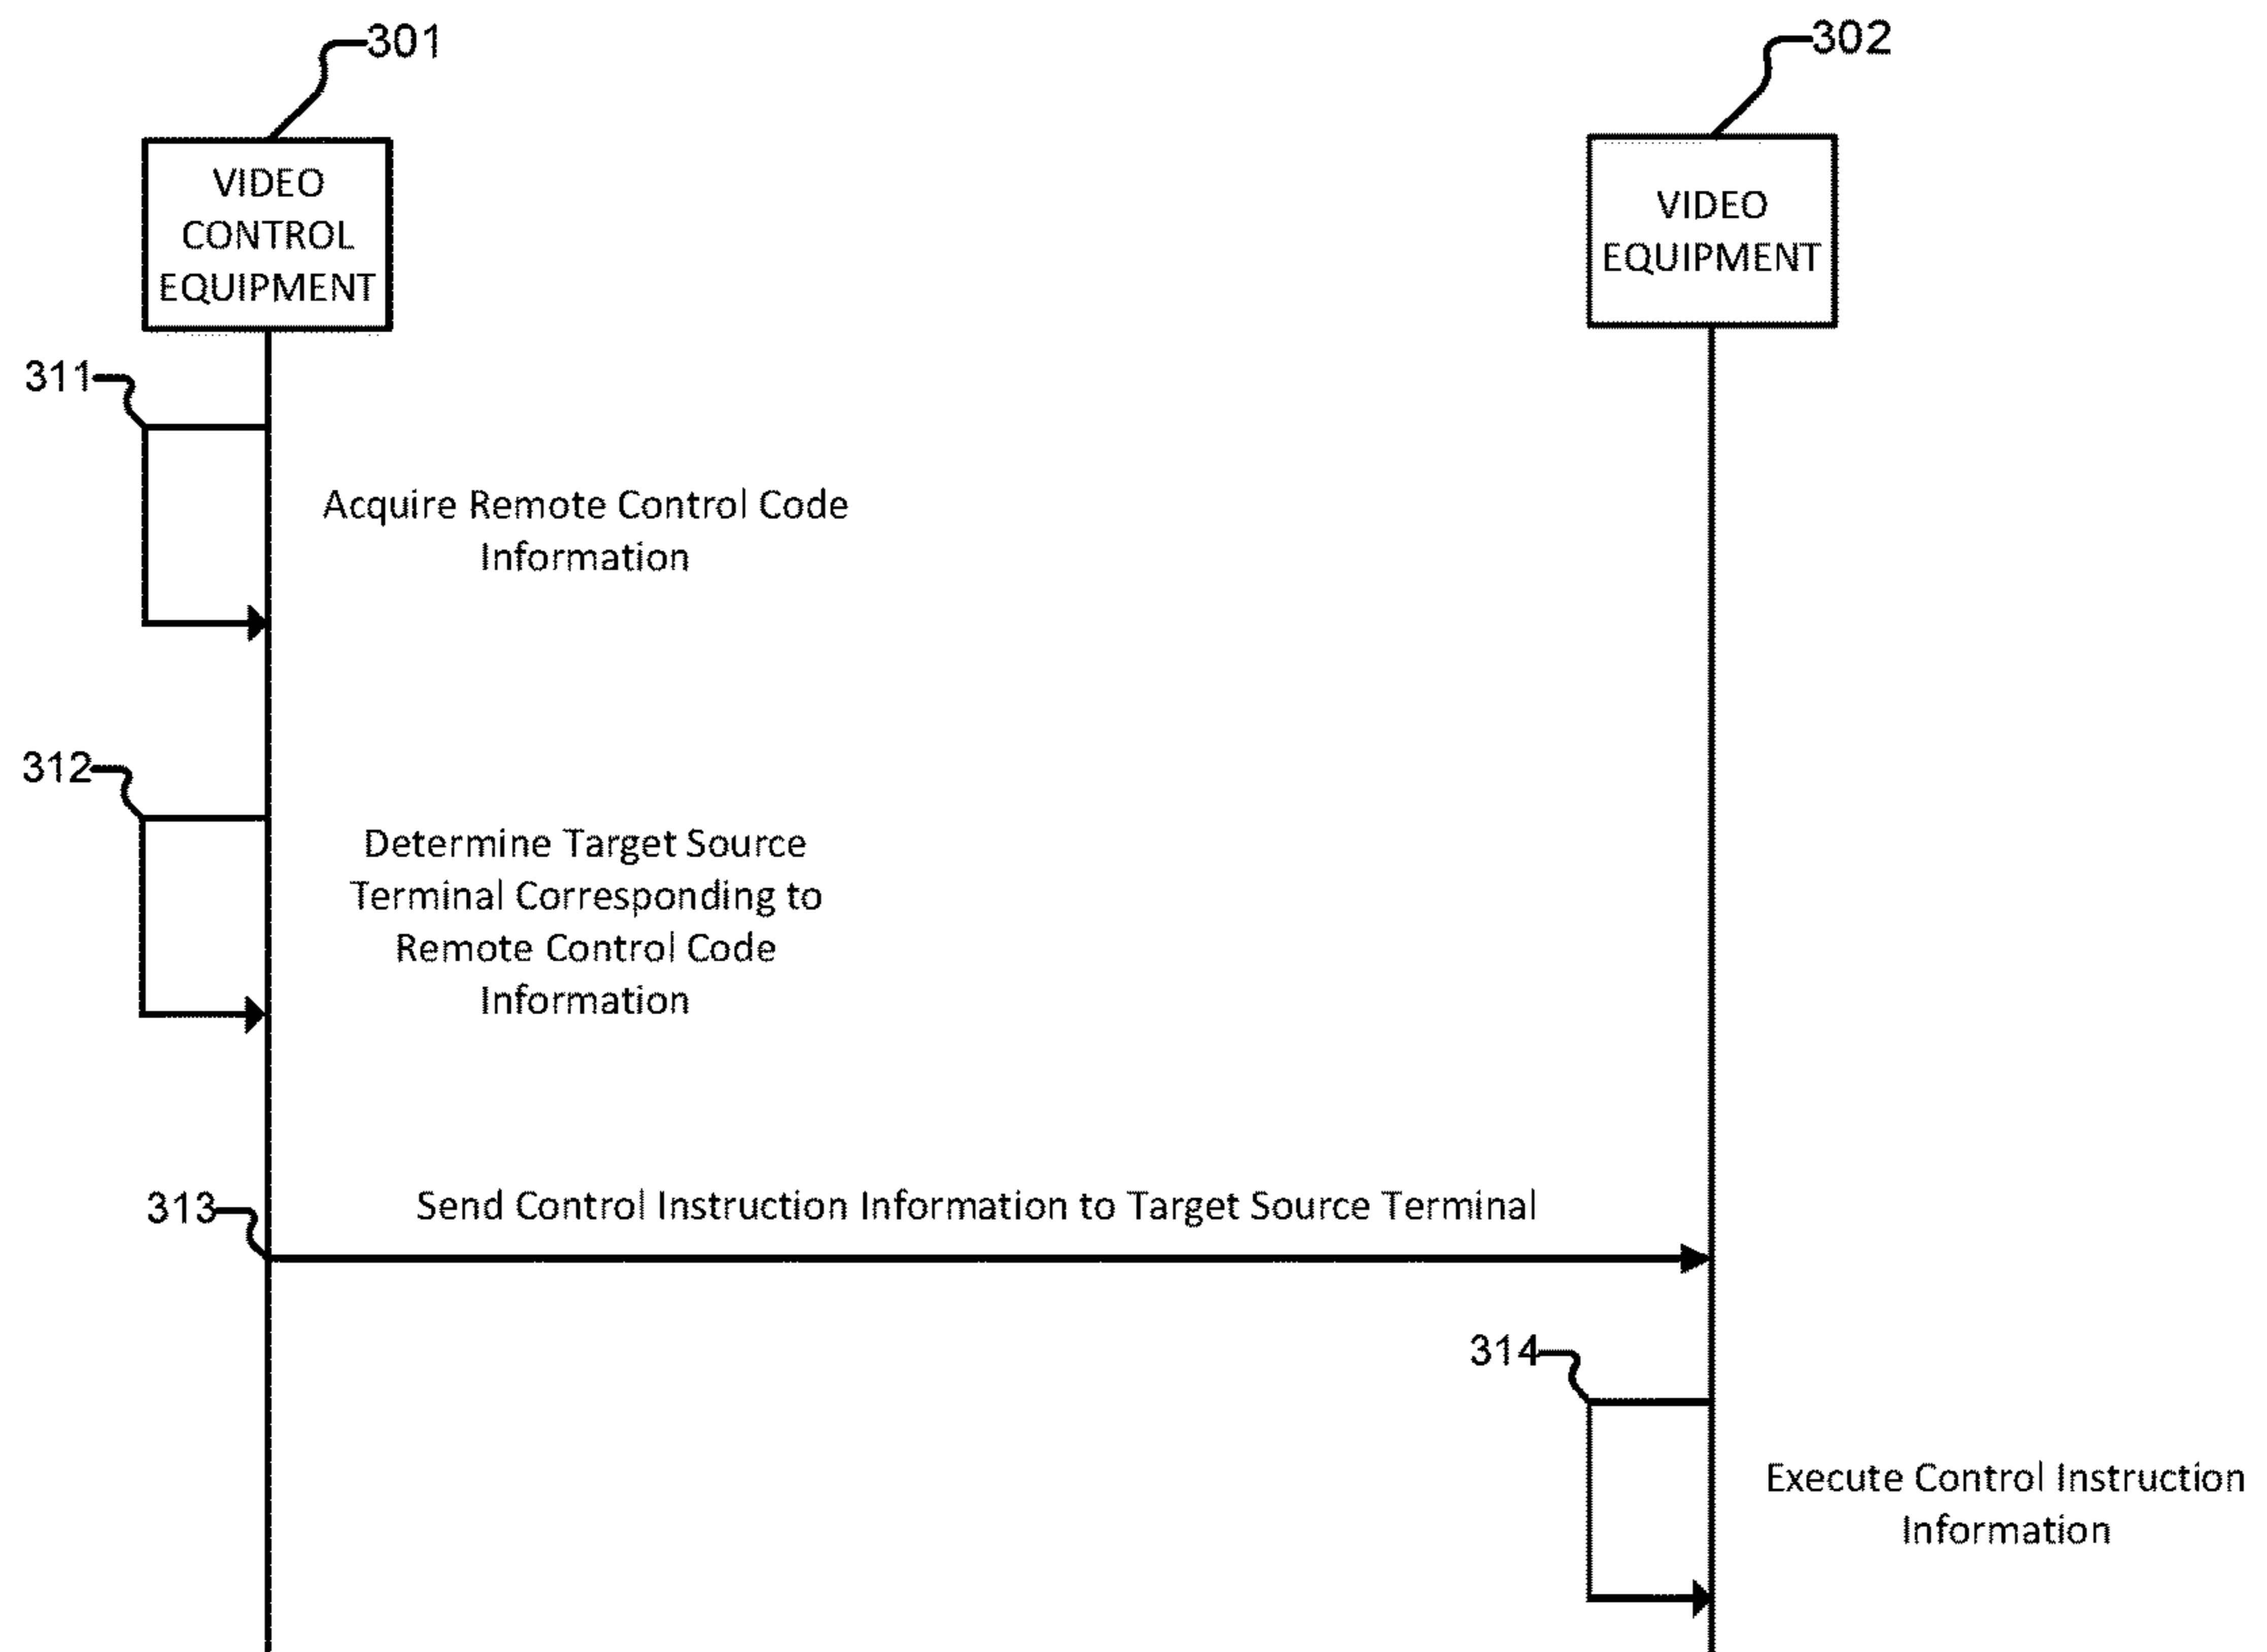 301
302
VIDEO
CONTROL
EQUIPMENT
VIDEO
EQUIPMENT
311
Acquire Remote Control Code
Information
312
Determine Target Source
Terminal Corresponding to
Remote Control Code
Information
313
Send Control Instruction Information to Target Source Terminal
314
Execute Control Instruction
Information